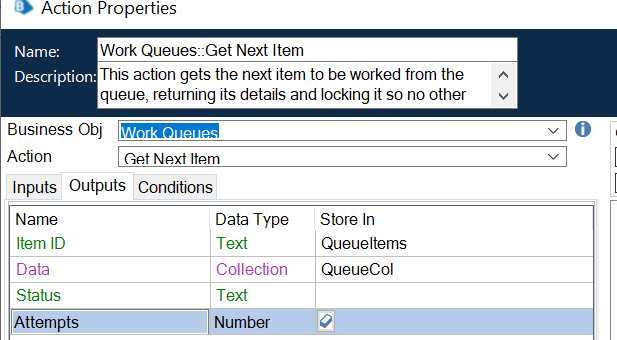 Action Properties
Name: Work Queues::Get Next Item
Description: This action gets the next item to be worked from the
queue, returning its details and locking it so no other
Business Obj Work Queues
Action Get Next Item
Inputs Outputs Conditions
Name Data Type Store In
Item ID Text QueueItems
Data Collection QueueCol
Status Text
Attempts Number